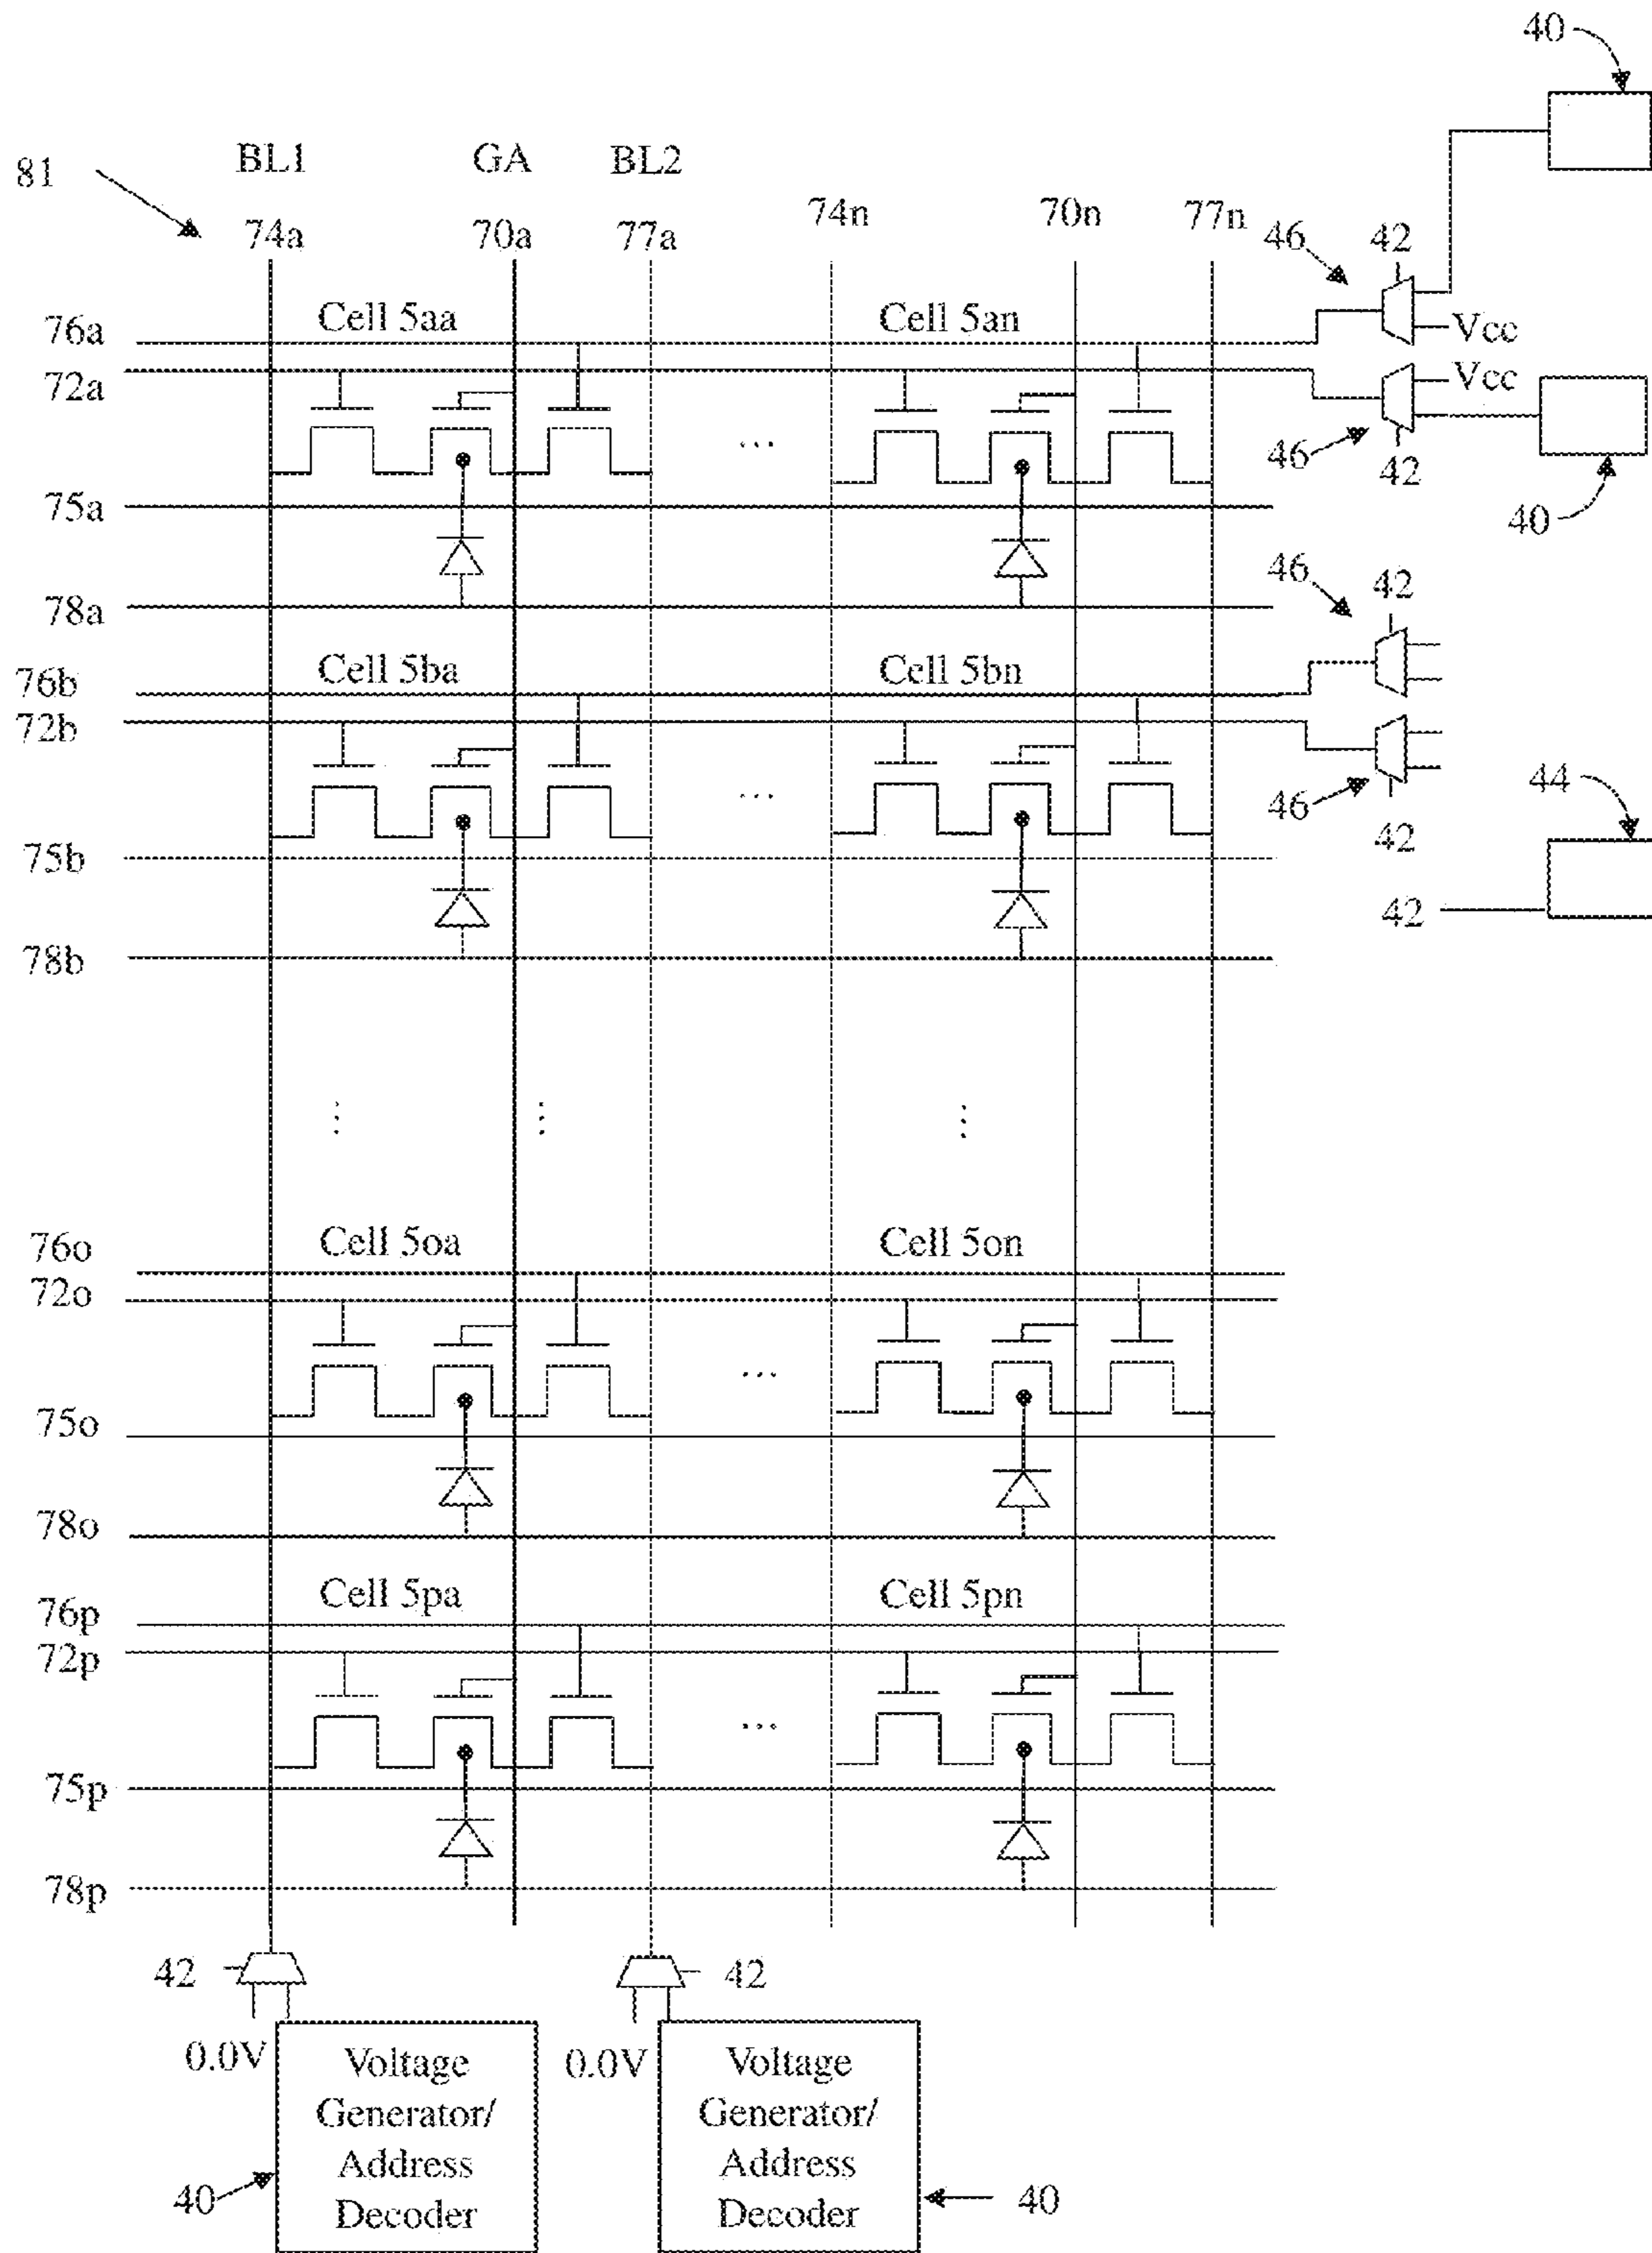 40
81
BL1 GA BL2
74a 70a 77a 74n 70n 77n
46 42
76a Cell 5aa Cell 5an Vcc
72a Vcc
46 42
75a 40
46 42
78a
76b Cell 5ba Cell 5bn
72b
...
46 44
75b 42
42
78b
...
76o Cell 5oa Cell 5on
72o
...
75o
78o
76p Cell 5pa Cell 5pn
72p
...
75p
78p
42 42
0.0V Voltage Generator/ Address Decoder
0.0V Voltage Generator/ Address Decoder
40 40